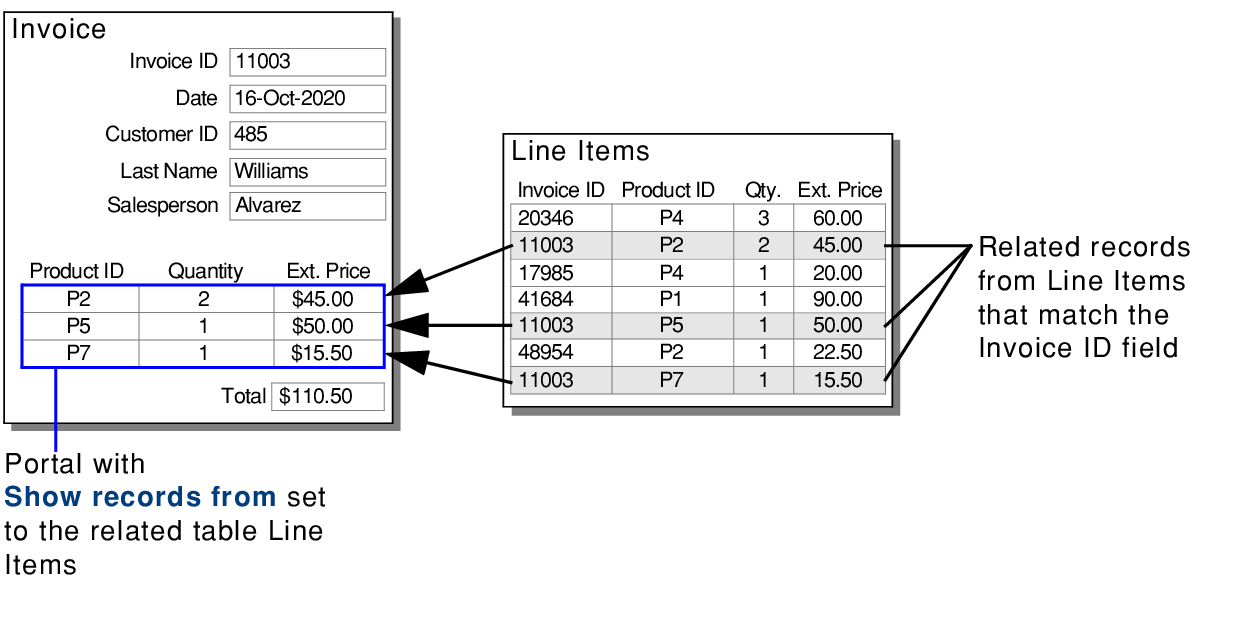 Invoice
Invoice ID 11003
Date 16-Oct-2020
Customer ID 485
Last Name Williams
Salesperson Alvarez
Product ID Quantity Ext. Price
P2 2 $45.00
P5 1 $50.00
P7 1 $15.50
Total $110.50
Portal with
Show records from set
to the related table Line
Items
Line Items
Invoice ID Product ID Qty. Ext. Price
20346 P4 3 60.00
11003 P2 2 45.00
17985 P4 1 20.00
41684 P1 1 90.00
11003 P5 1 50.00
48954 P2 1 22.50
11003 P7 1 15.50
Related records
from Line Items
that match the
Invoice ID field